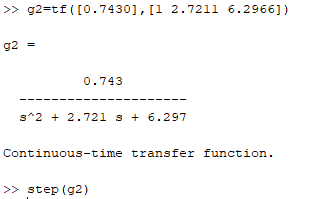 >> g2=tf([0.7430],[1 2.7211 6.2966])
g2 =
0.743
---------------------
s^2 + 2.721 s + 6.297
Continuous-time transfer function.
>> step(g2)